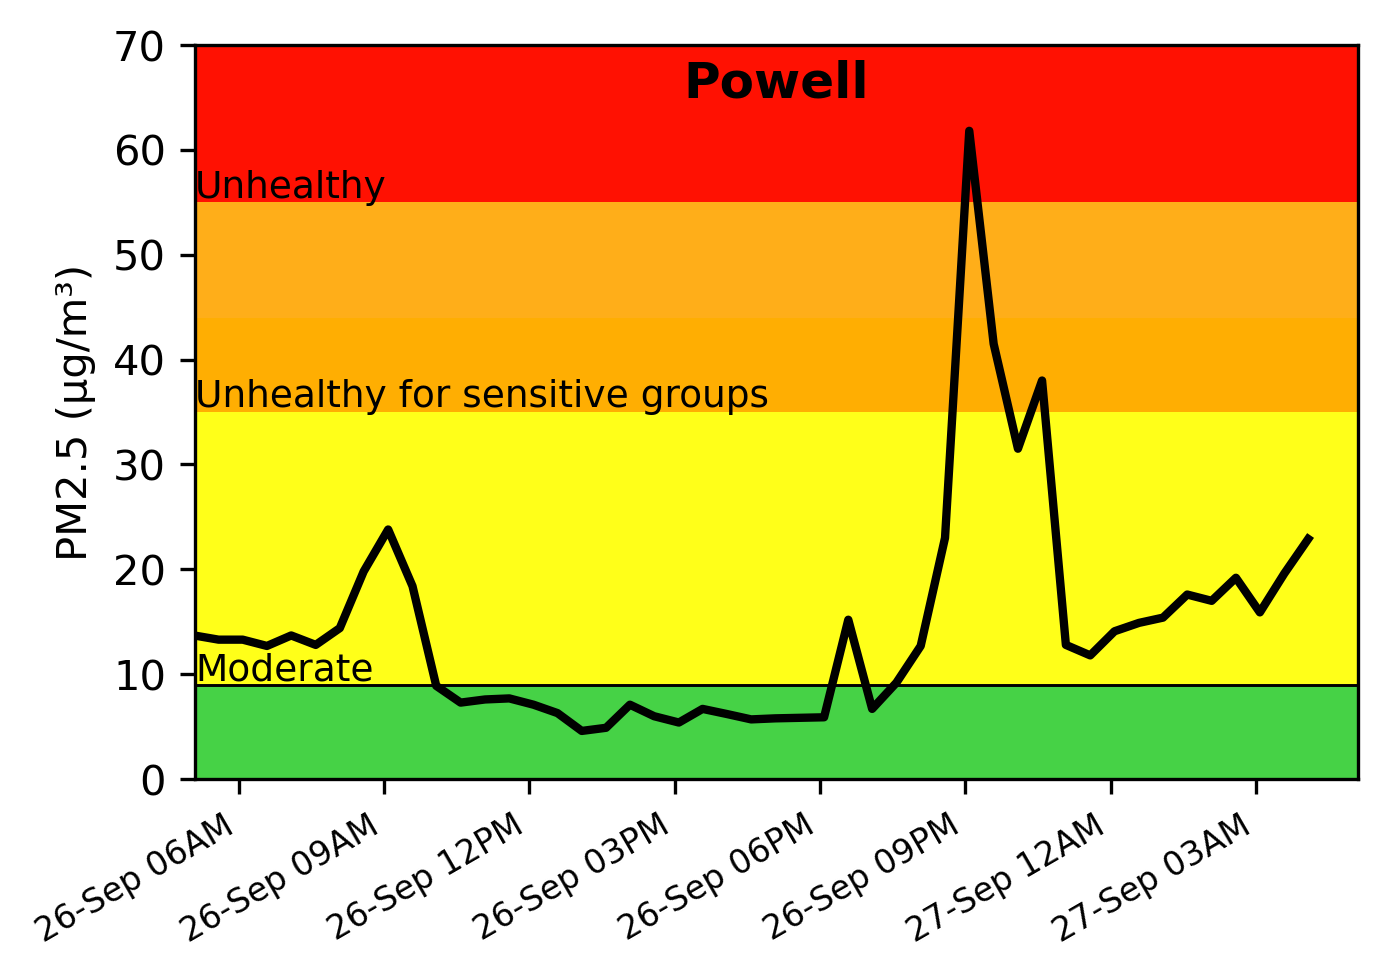 Powell
70
60
50
40
30
20
10
0
PM2.5 (µg/m³)
Unhealthy
Unhealthy for sensitive groups
Moderate
26-Sep 06AM
26-Sep 09AM
26-Sep 12PM
26-Sep 03PM
26-Sep 06PM
26-Sep 09PM
27-Sep 12AM
27-Sep 03AM